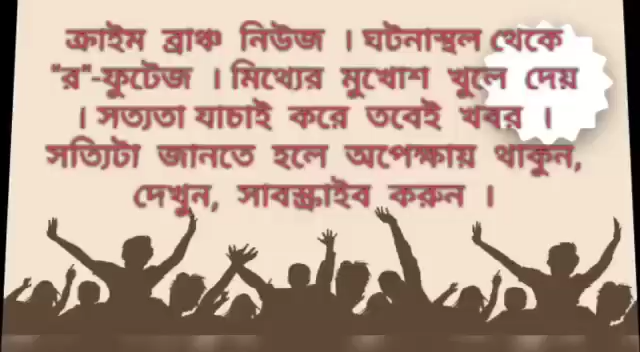 ক্রাইম ব্রাঞ্চ নিউজ । ঘটনাস্থল থেকে
"র"-ফুটেজ । মিথ্যের মুখোশ খুলে দেয়
। সত্যতা যাচাই করে তবেই খবর ।
সত্যিটা জানতে হলে অপেক্ষায় থাকুন,
দেখুন, সাবস্ক্রাইব করুন ।